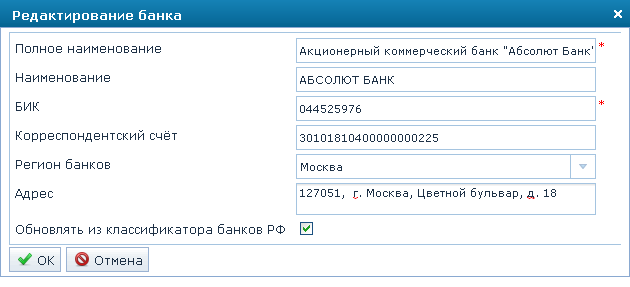 Редактирование банка
Полное наименование
Акционерный коммерческий банк "Абсолют Банк" *
Наименование
АБСОЛЮТ БАНК
БИК
044525976 *
Корреспондентский счёт
30101810400000000225
Регион банков
Москва
Адрес
127051, г. Москва, Цветной бульвар, д. 18
Обновлять из классификатора банков РФ
ОК
Отмена